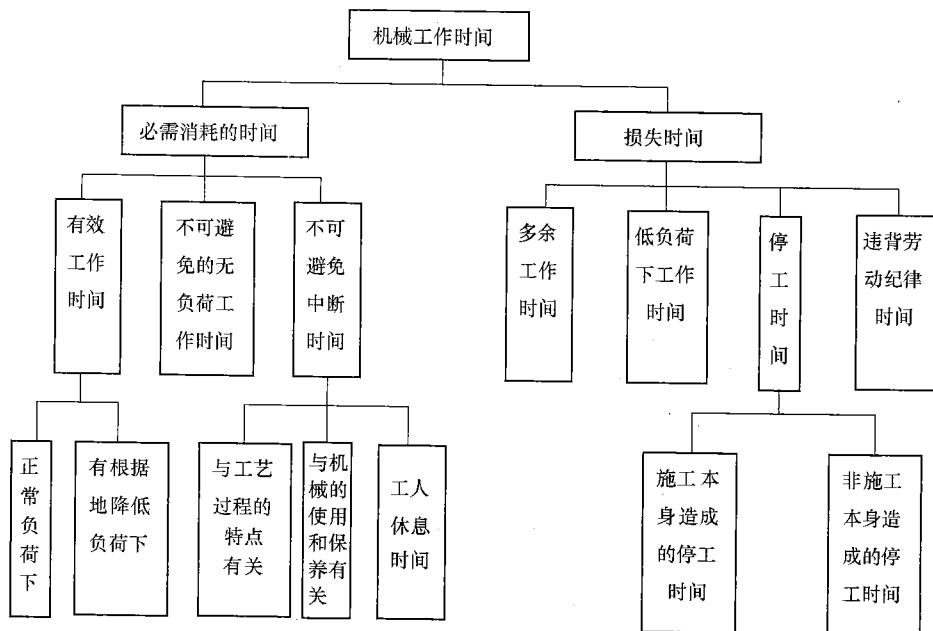 机械工作时间
必需消耗的时间
损失时间
有效
工作
时间
不可避
免的无
负荷工
作时间
不可
避免
中断
时间
多余
工作
时间
低负荷
下工作
时间
停
工
时
间
违背劳
动纪律
时间
正
常
负
荷
下
有根据
地降低
负荷下
与工艺
过程的
特点
有关
与机
械的
使用
和保
养有
关
工人
休息
时间
施工本
身造成
的停工
时间
非施工
本身造
成的停
工时间